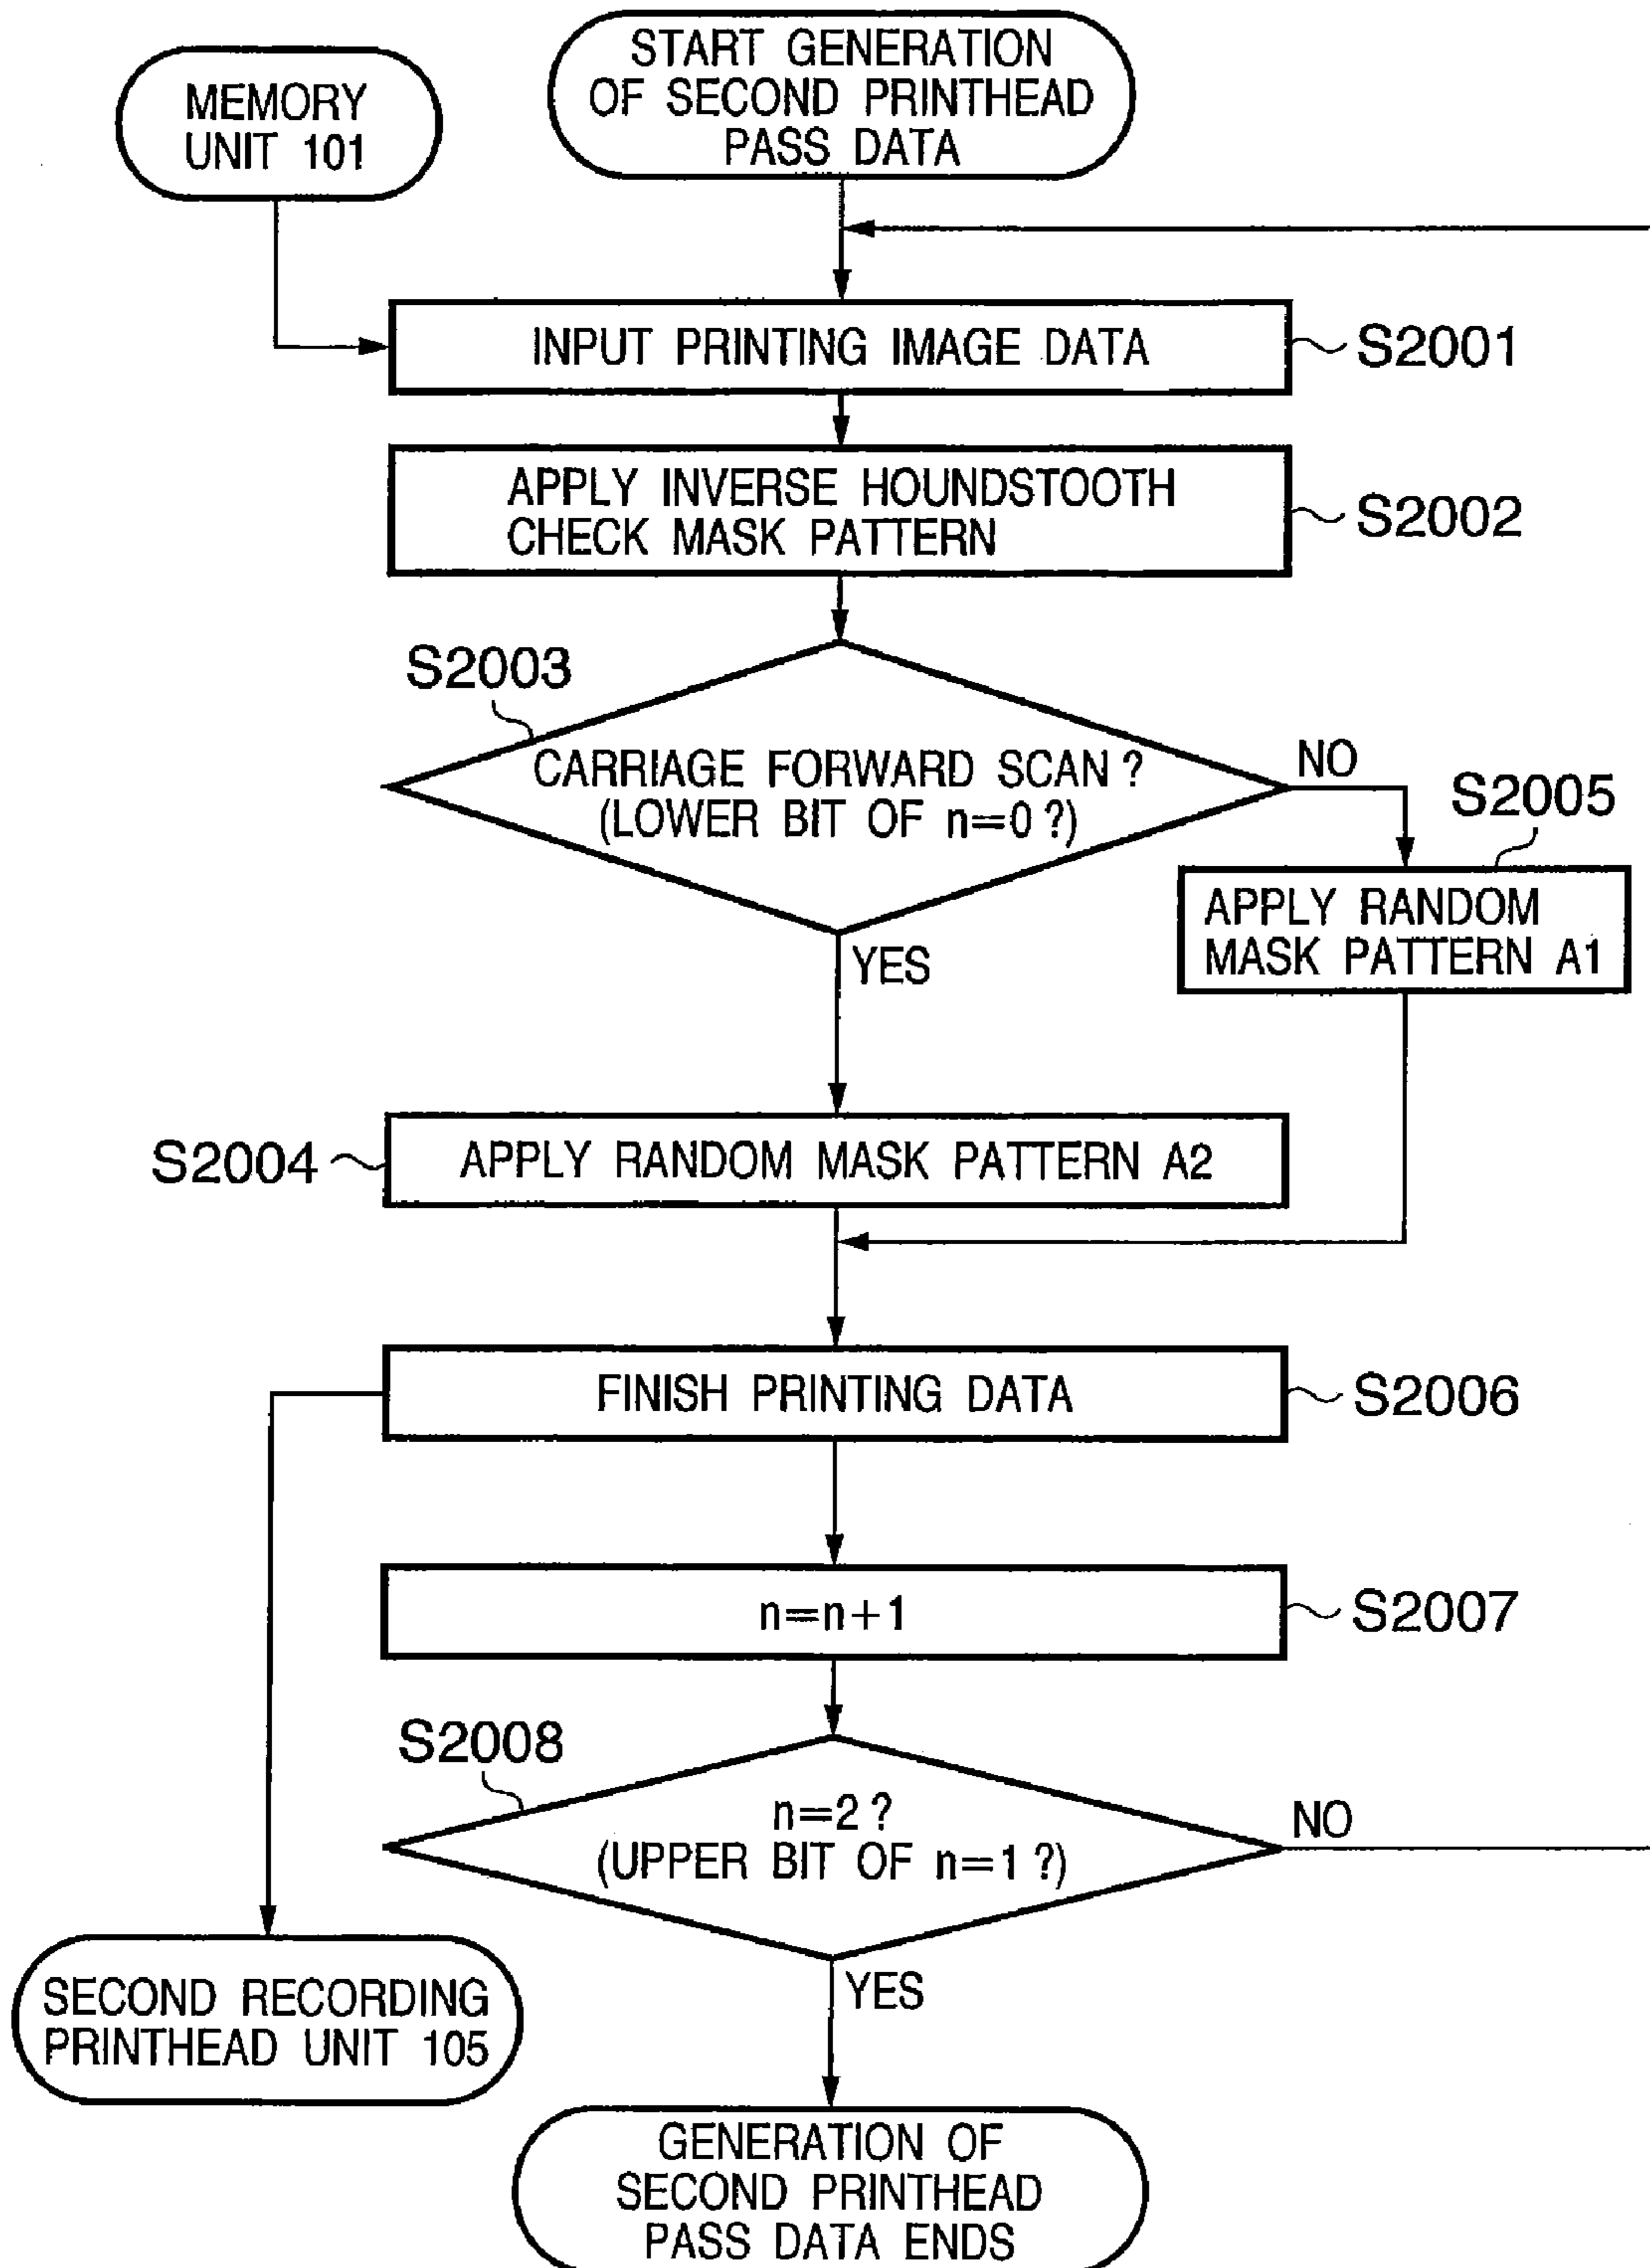 START GENERATION
OF SECOND PRINTHEAD
PASS DATA
MEMORY
UNIT 101
INPUT PRINTING IMAGE DATA
S2001
APPLY INVERSE HOUNDSTOOTH
CHECK MASK PATTERN
S2002
S2003
CARRIAGE FORWARD SCAN?
(LOWER BIT OF n=0?)
NO
S2005
APPLY RANDOM
MASK PATTERN A1
YES
S2004
APPLY RANDOM MASK PATTERN A2
FINISH PRINTING DATA
S2006
n=n+1
S2007
S2008
n=2?
(UPPER BIT OF n=1?)
NO
YES
SECOND RECORDING
PRINTHEAD UNIT 105
GENERATION OF
SECOND PRINTHEAD
PASS DATA ENDS